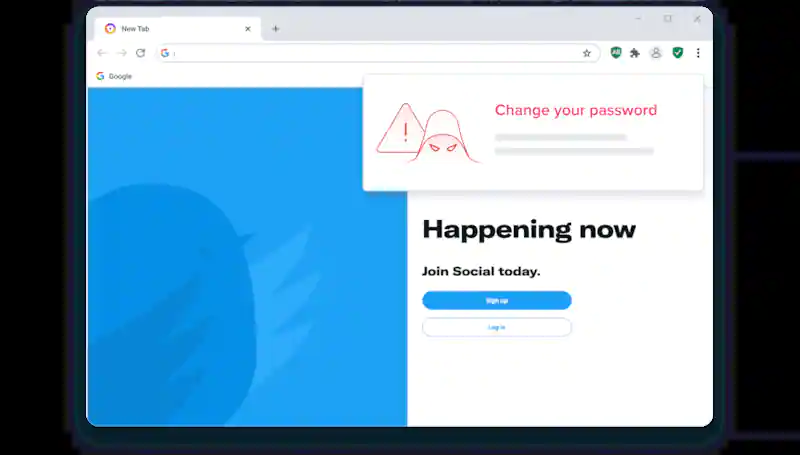 New Tab
Google
Change your password
Happening now
Join Social today.
Sign up
Log in